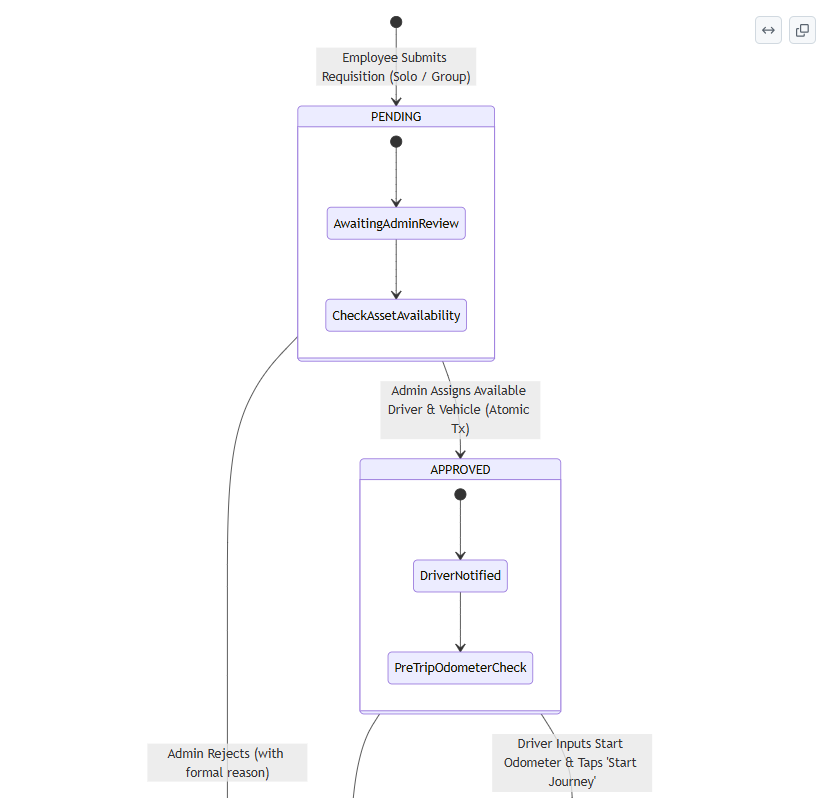 Employee Submits
Requisition (Solo / Group)
PENDING
AwaitingAdminReview
CheckAssetAvailability
Admin Assigns Available
Driver & Vehicle (Atomic
Tx)
APPROVED
DriverNotified
PreTripOdometerCheck
Admin Rejects (with
formal reason)
Driver Inputs Start
Odometer & Taps 'Start
Journey'